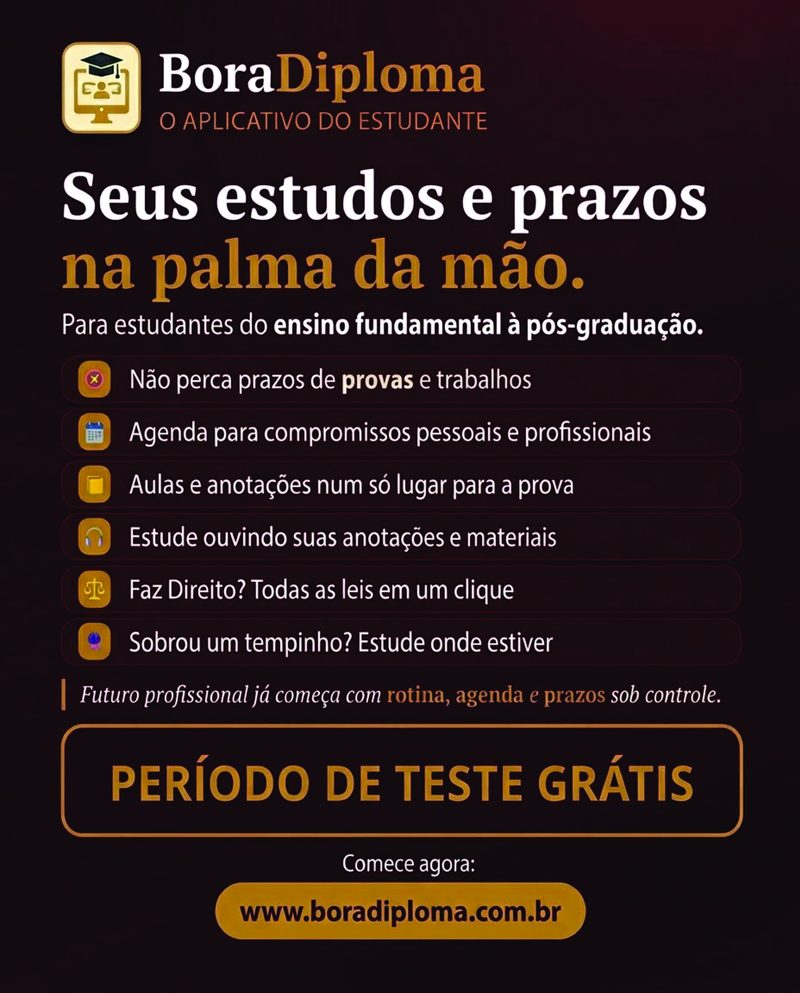 BoraDiploma
O APLICATIVO DO ESTUDANTE
Seus estudos e prazos
na palma da mão.
Para estudantes do ensino fundamental à pós-graduação.
Não perca prazos de provas e trabalhos
Agenda para compromissos pessoais e profissionais
Aulas e anotações num só lugar para a prova
Estude ouvindo suas anotações e materiais
Faz Direito? Todas as leis em um clique
Sobrou um tempinho? Estude onde estiver
Futuro profissional já começa com rotina, agenda e prazos sob controle.
PERÍODO DE TESTE GRÁTIS
Comece agora:
www.boradiploma.com.br